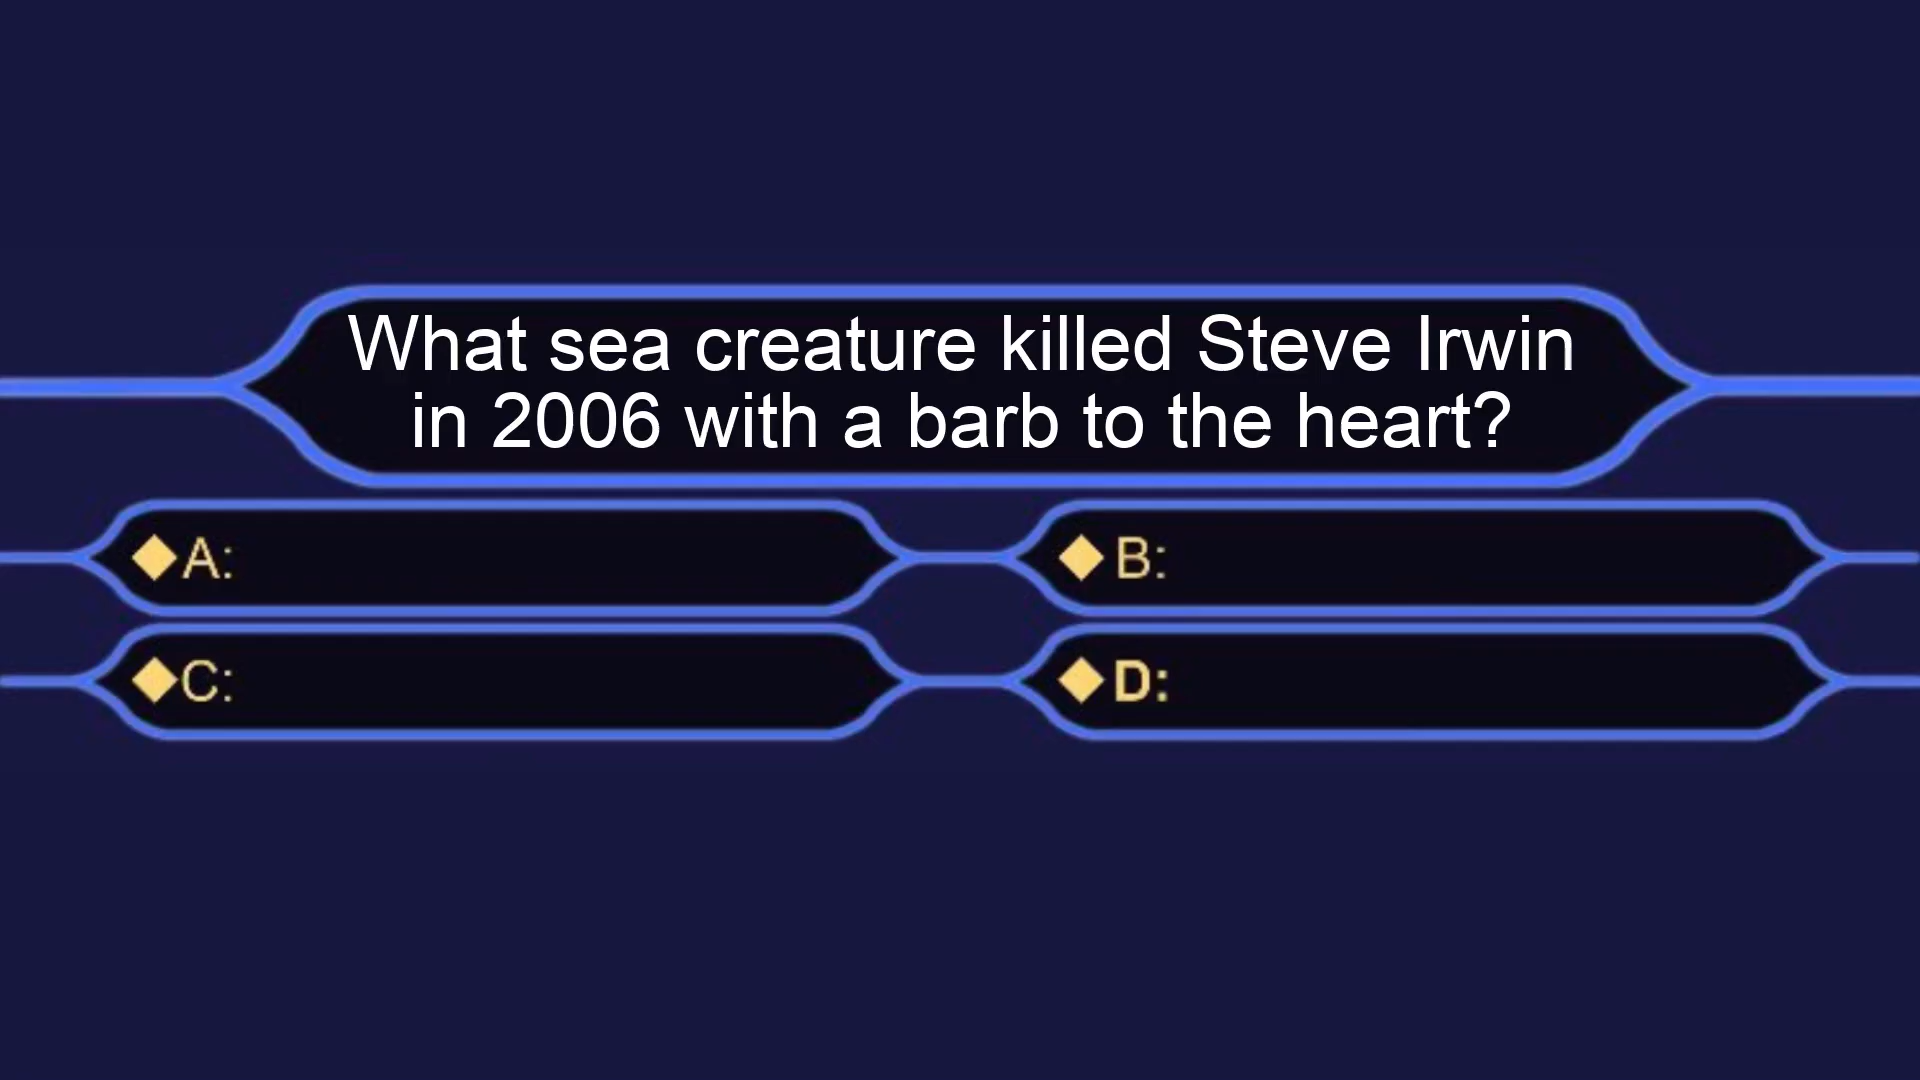 What sea creature killed Steve Irwin
in 2006 with a barb to the heart?
A:
B:
C:
D: